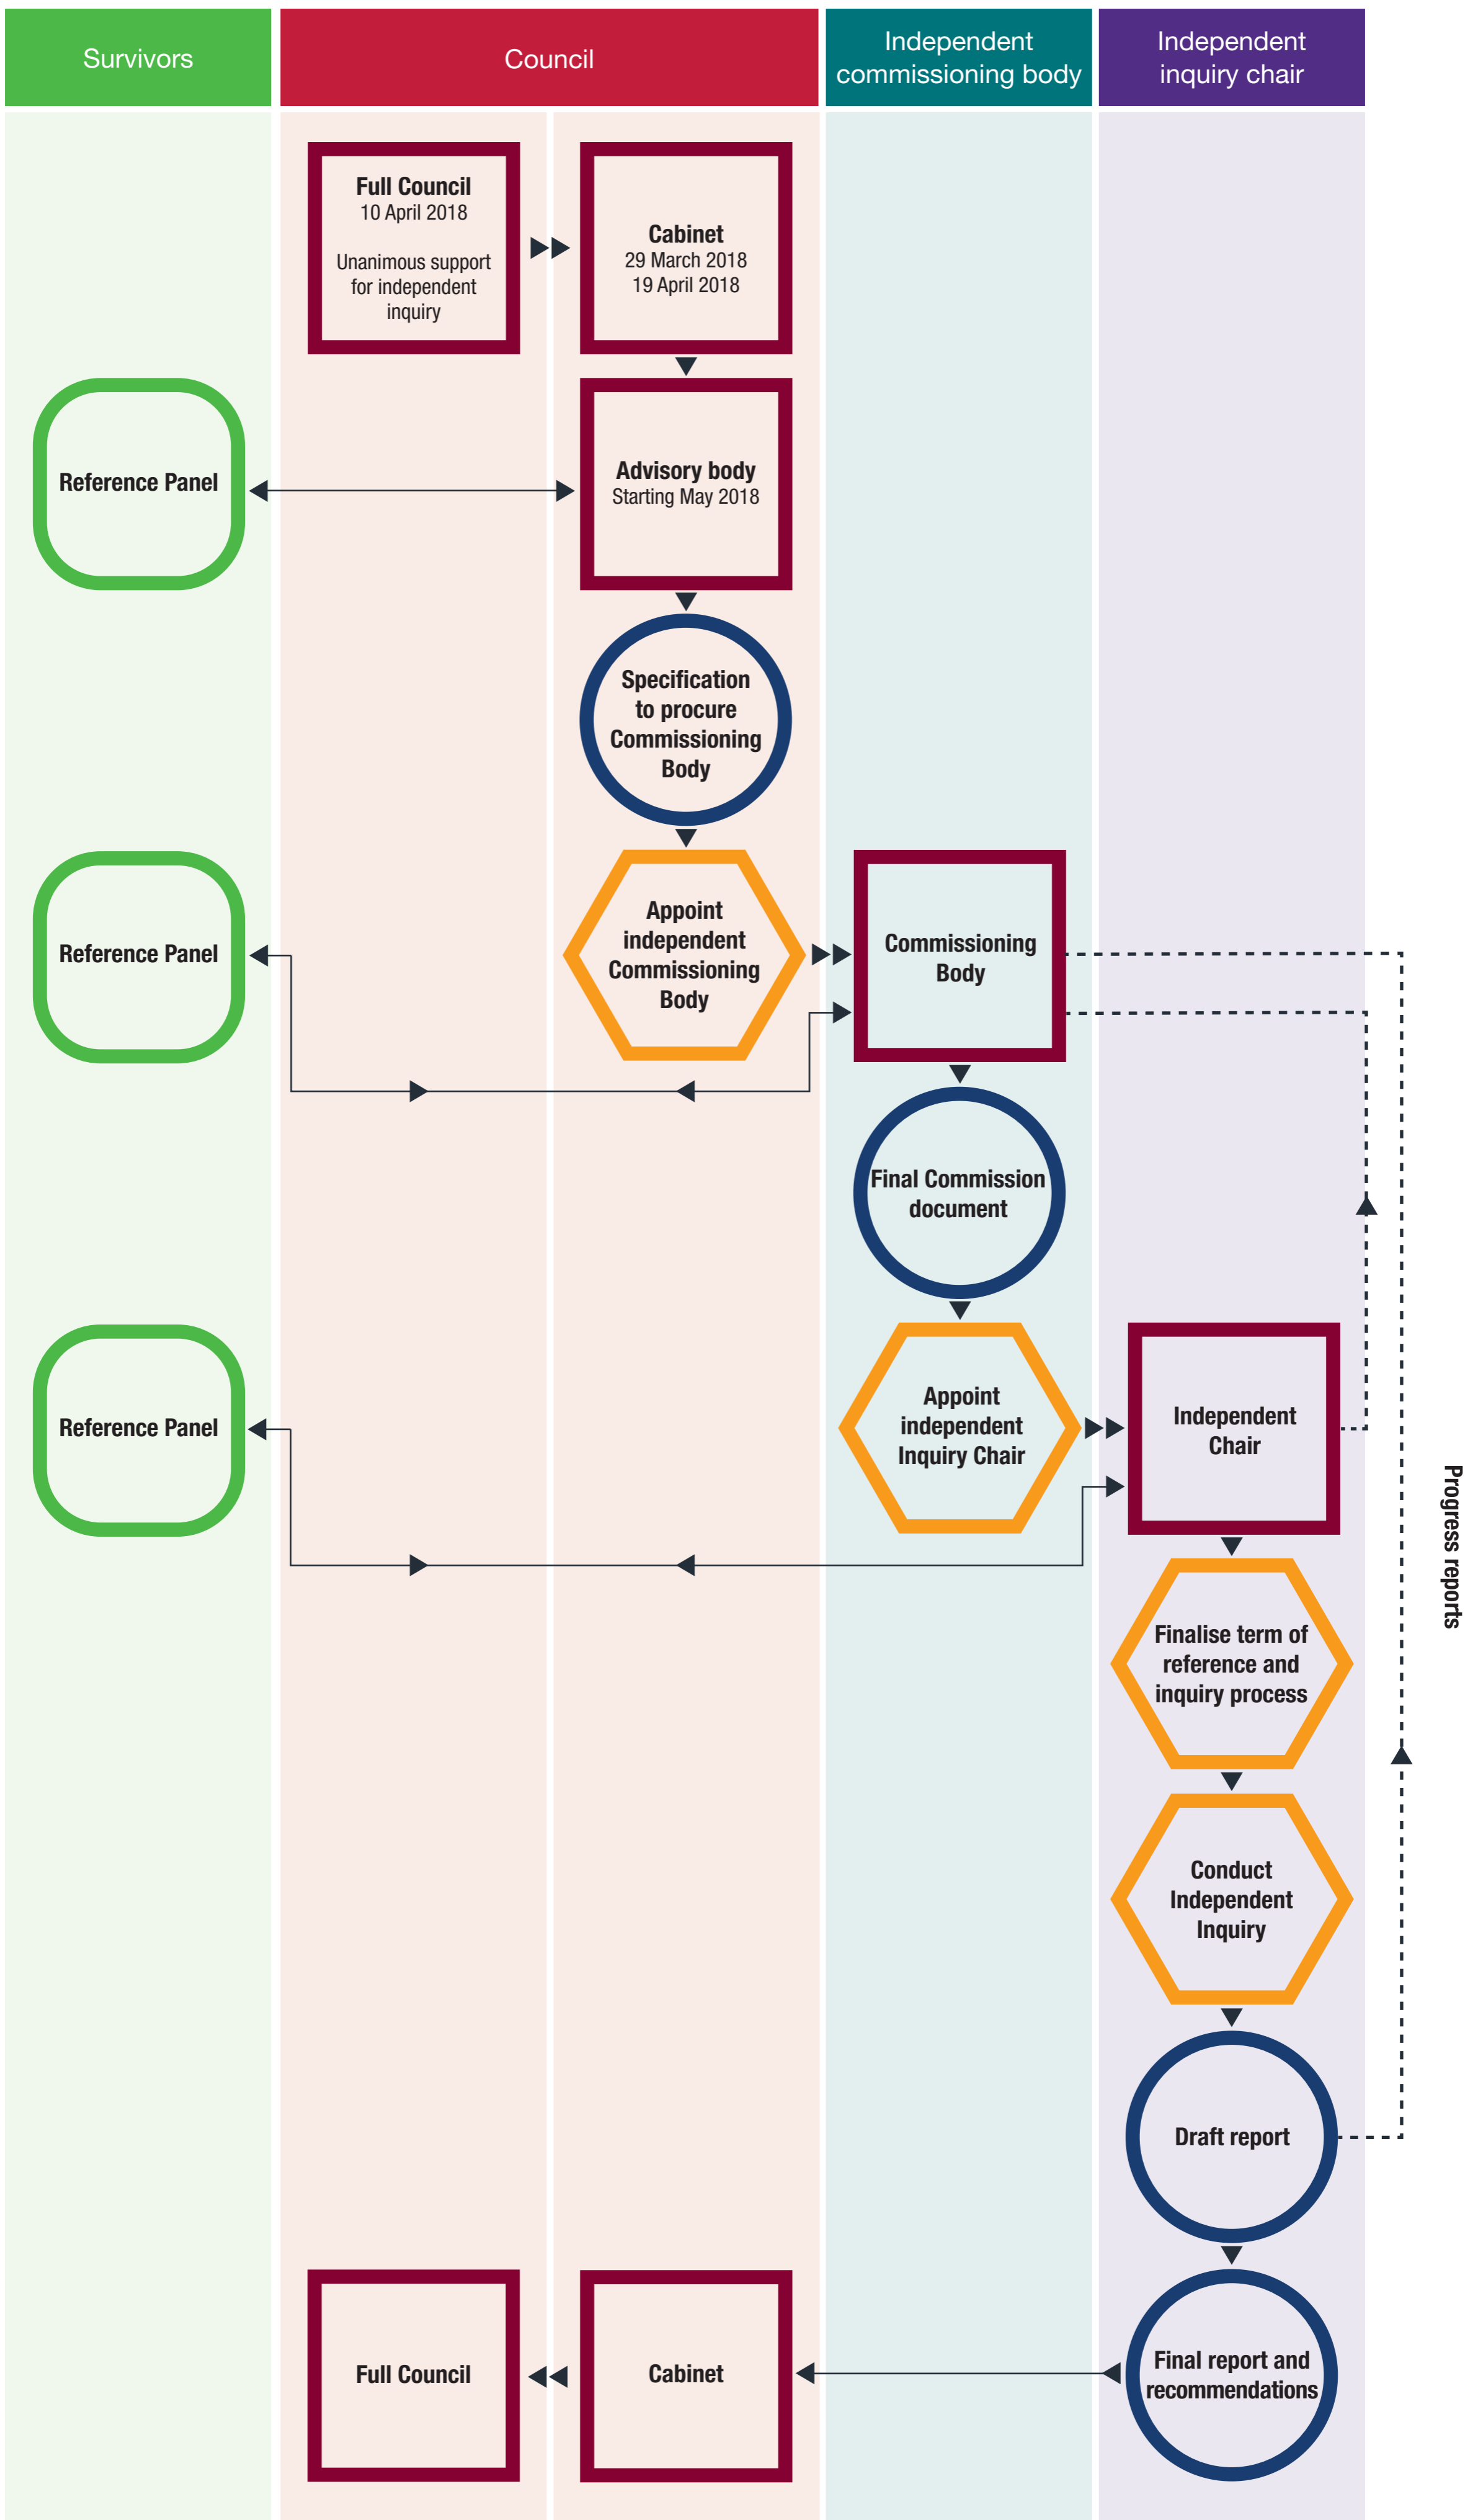 Survivors
Council
Independent
commissioning body
Independent
inquiry chair
Full Council
10 April 2018
Unanimous support
for independent
inquiry
Cabinet
29 March 2018
19 April 2018
Reference Panel
Advisory body
Starting May 2018
Specification
to procure
Commissioning
Body
Reference Panel
Appoint
independent
Commissioning
Body
Commissioning
Body
Final Commission
document
Reference Panel
Appoint
independent
Inquiry Chair
Independent
Chair
Progress reports
Finalise term of
reference and
inquiry process
Conduct
Independent
Inquiry
Draft report
Full Council
Cabinet
Final report and
recommendations